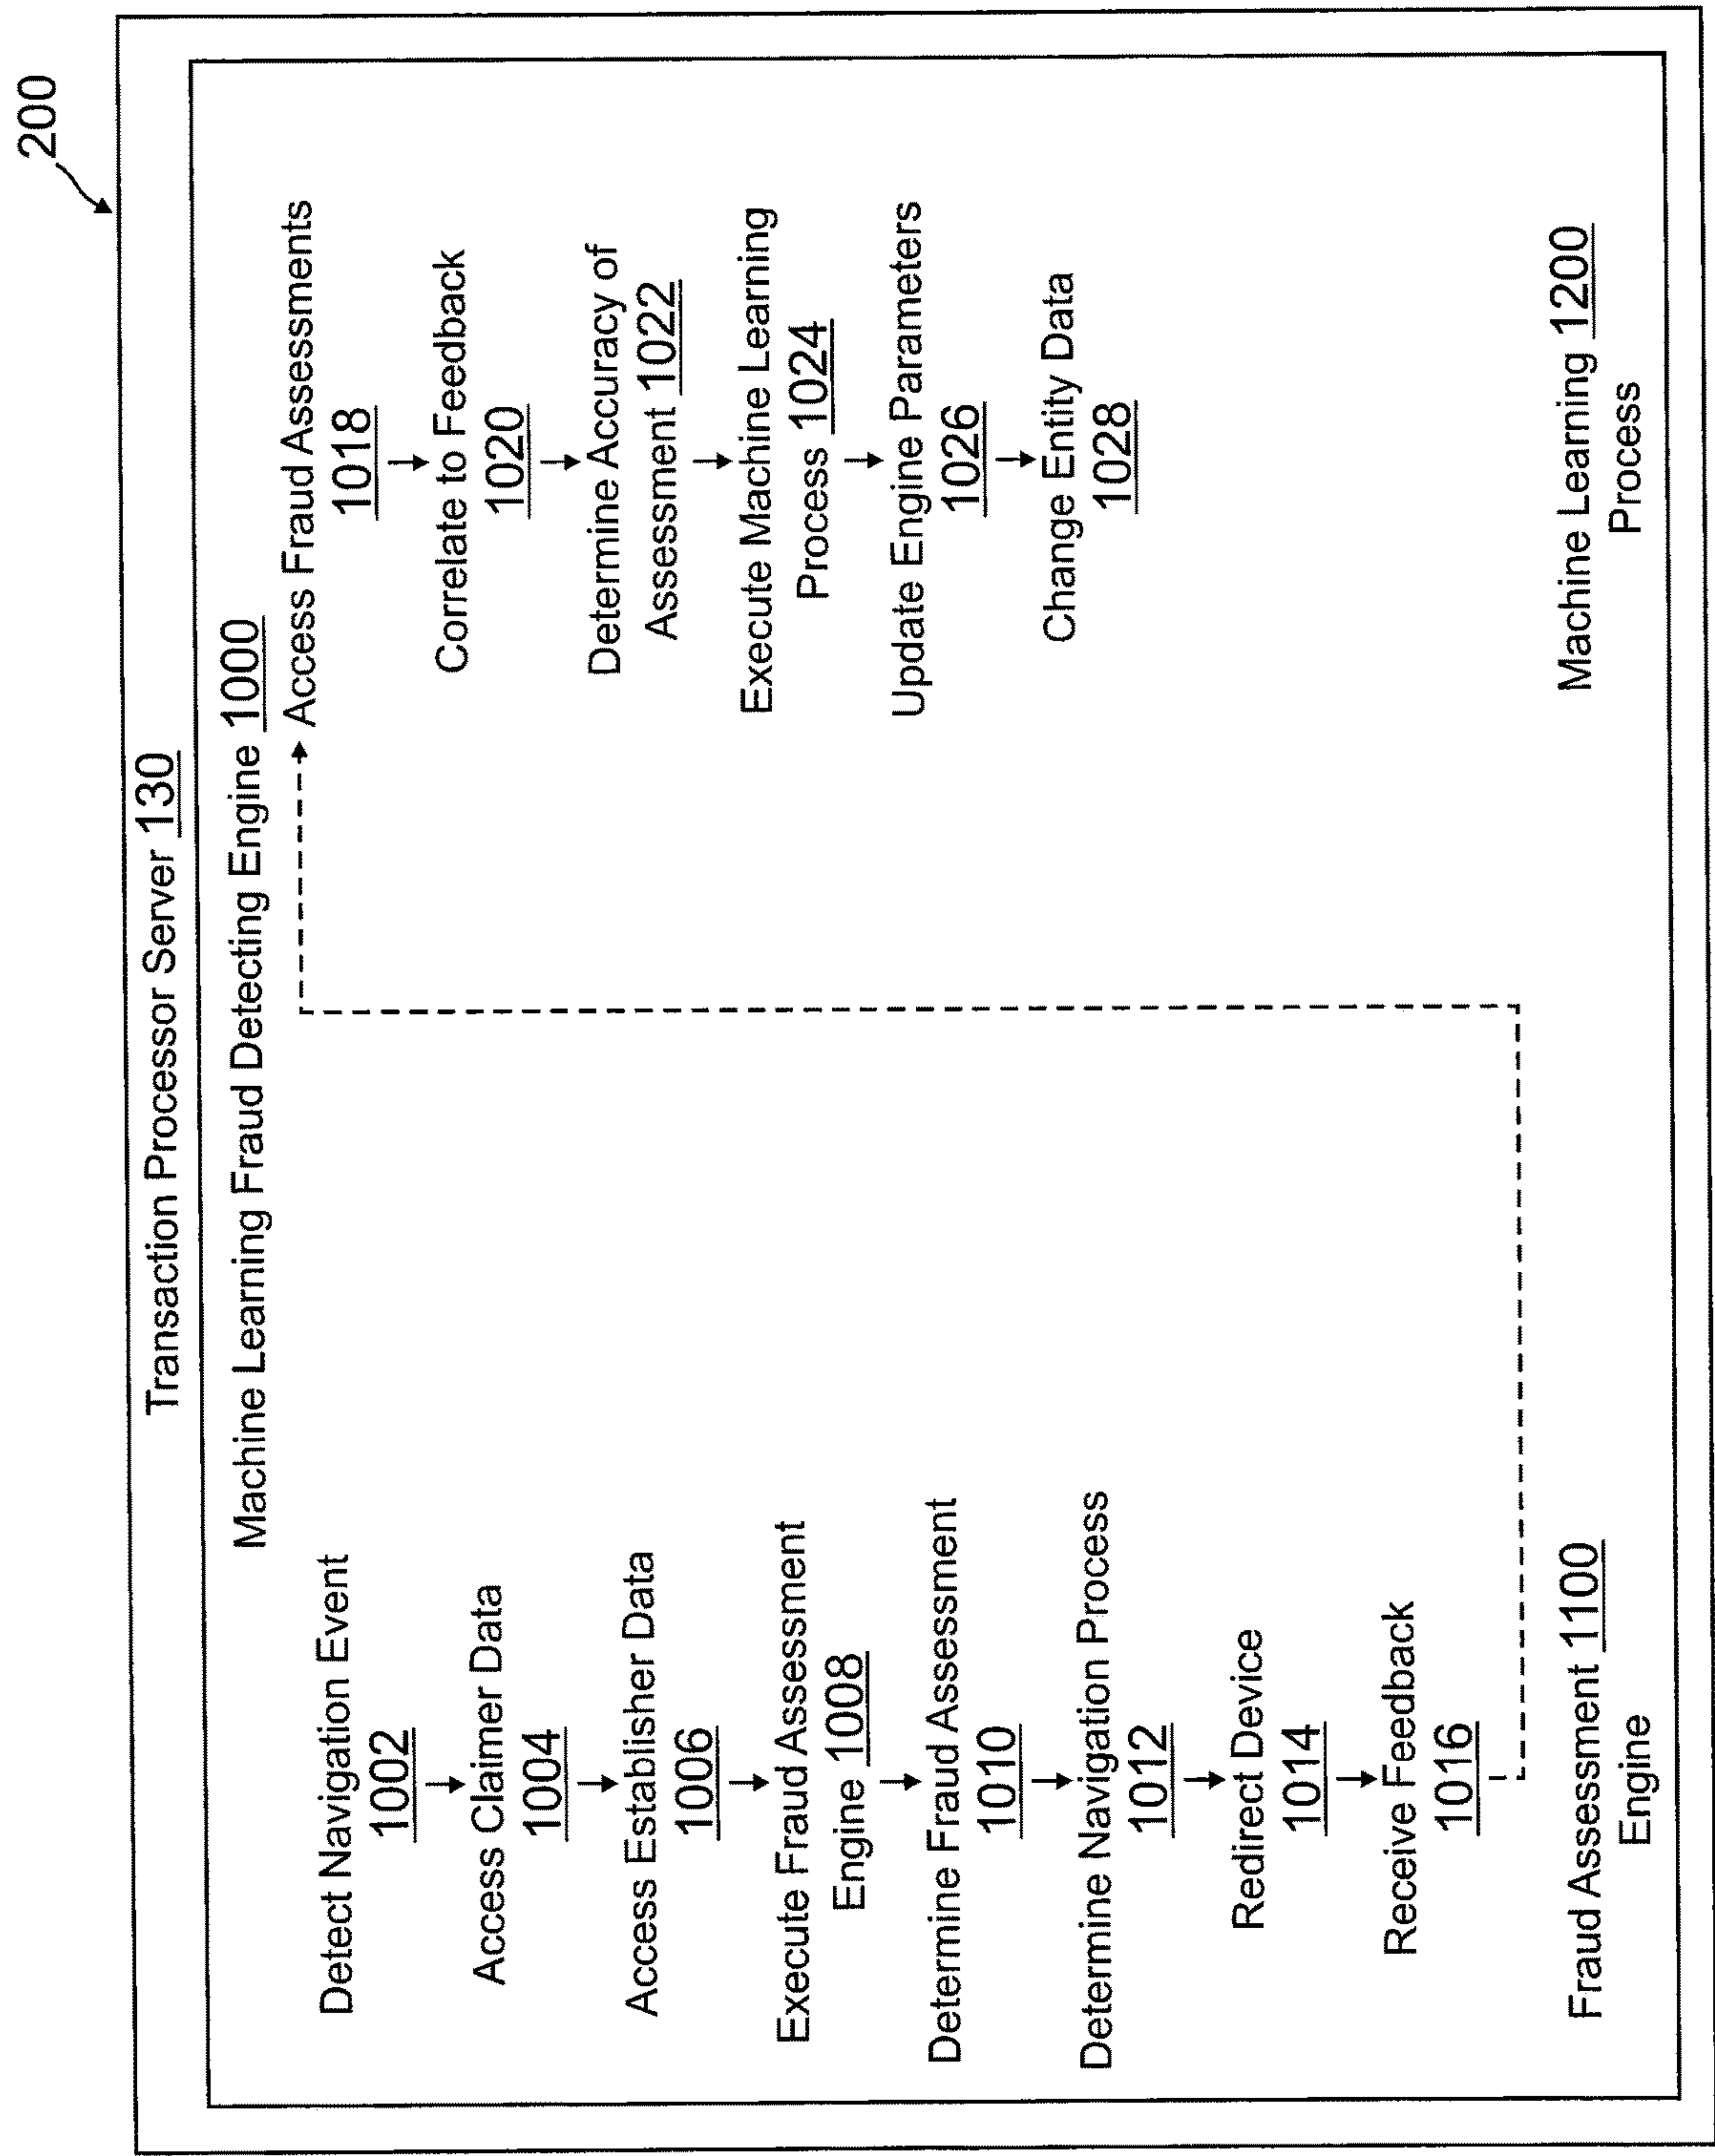 200
Transaction Processor Server 130
Machine Learning Fraud Detecting Engine 1000
Detect Navigation Event
1002
Access Claimer Data
1004
Access Establisher Data
1006
Execute Fraud Assessment
Engine 1008
Determine Fraud Assessment
1010
Determine Navigation Process
1012
Redirect Device
1014
Receive Feedback
1016
Fraud Assessment 1100
Engine
Access Fraud Assessments
1018
Correlate to Feedback
1020
Determine Accuracy of
Assessment 1022
Execute Machine Learning
Process 1024
Update Engine Parameters
1026
Change Entity Data
1028
Machine Learning 1200
Process